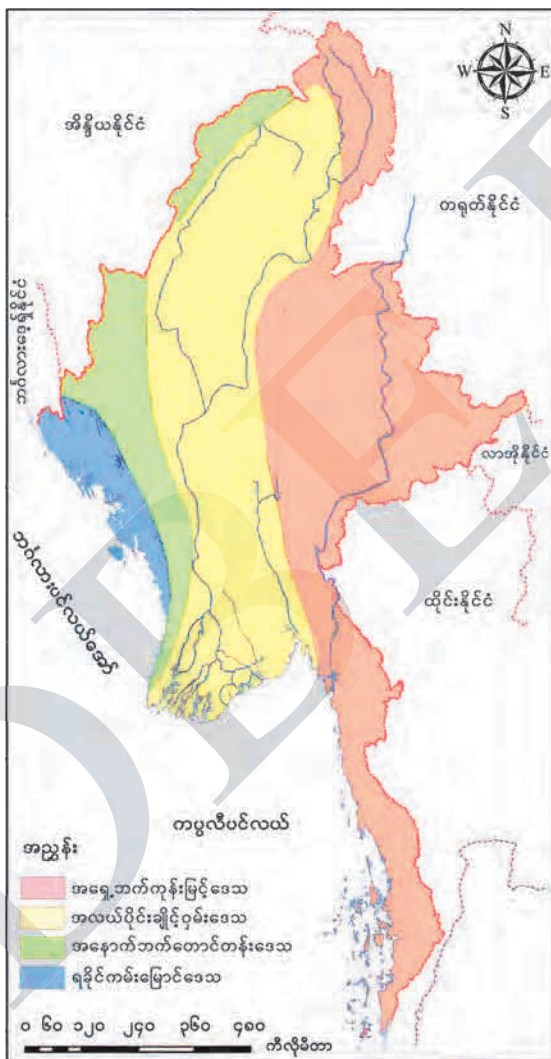 N
W E
S
အိန္ဒိယနိုင်ငံ
တရုတ်နိုင်ငံ
ဘင်္ဂလားဒေ့ရှ်နိုင်ငံ
လာအိုနိုင်ငံ
ဘင်္ဂလားပင်လယ်အော်
ထိုင်းနိုင်ငံ
ကပ္ပလီပင်လယ်
အညွှန်း
အရှေ့ဘက်ကုန်းမြင့်ဒေသ
အလယ်ပိုင်းချိုင့်ဝှမ်းဒေသ
အနောက်ဘက်တောင်တန်းဒေသ
ရခိုင်ကမ်းမြောင်ဒေသ
၀ ၆၀ ၁၂၀ ၂၄၀ ၃၆၀ ၄၈၀
ကီလိုမီတာ